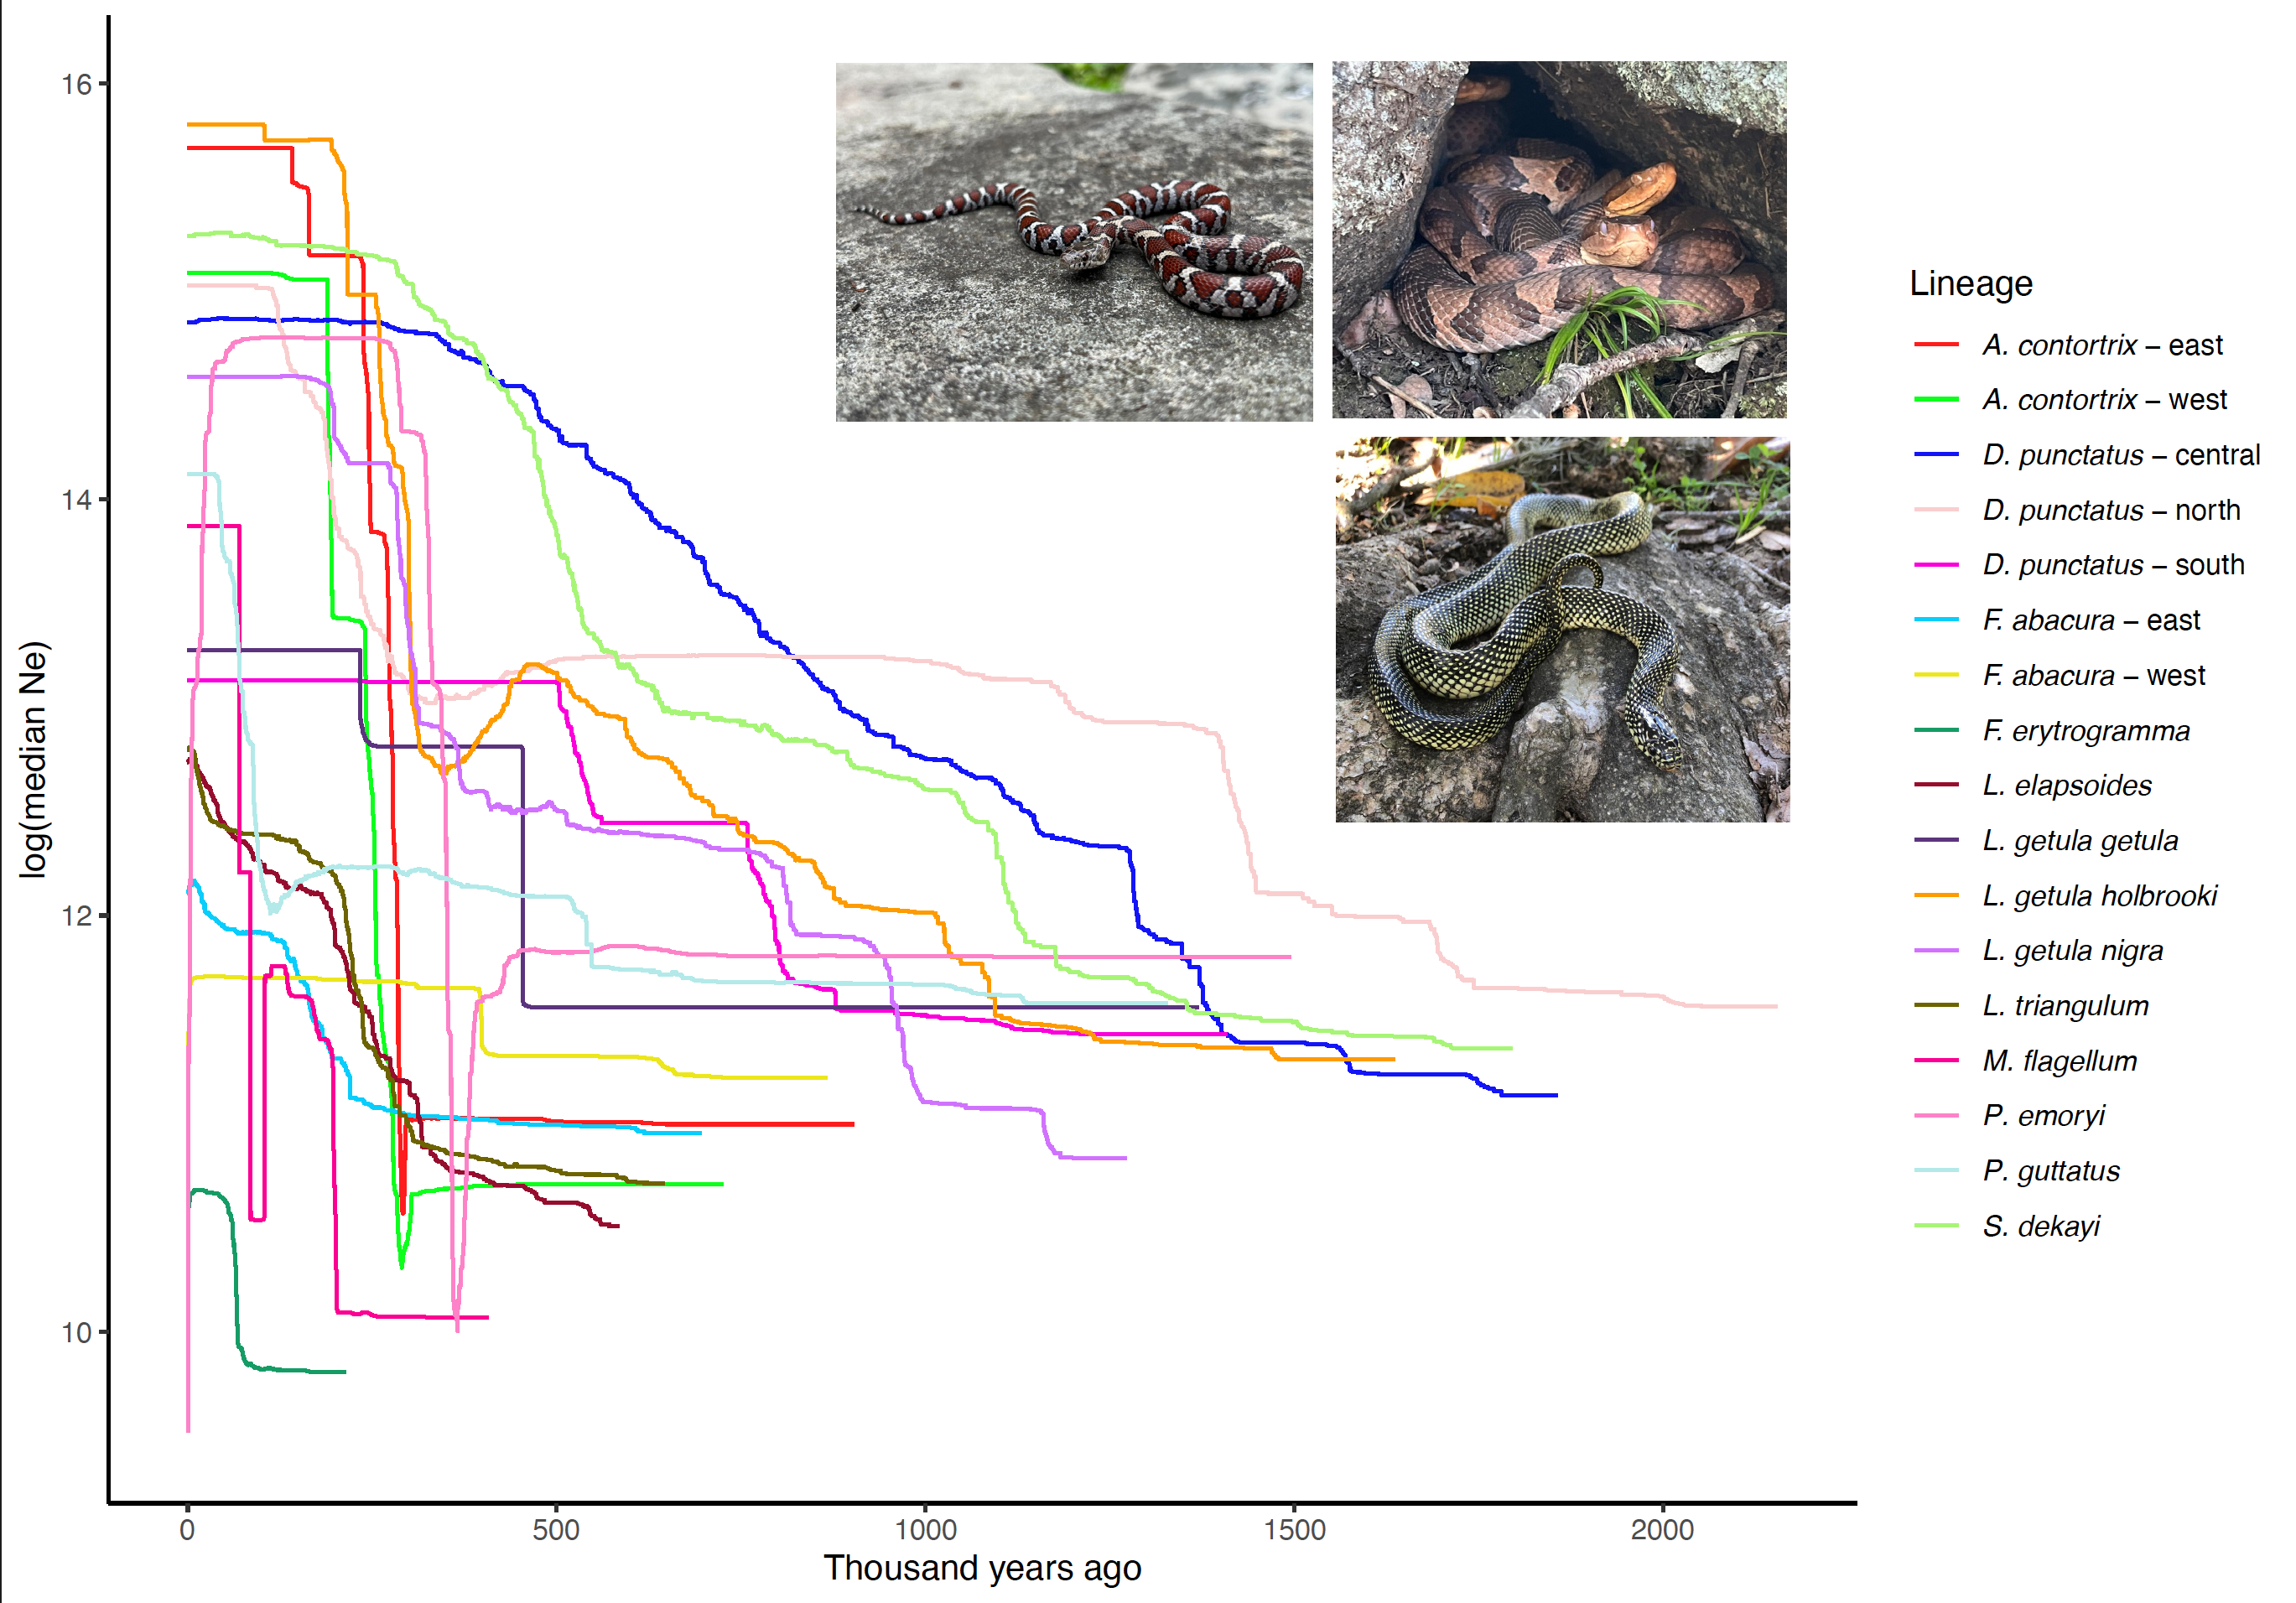 16
14
12
10
log(median Ne)
0
500
1000
1500
2000
Thousand years ago
Lineage
A. contortrix – east
A. contortrix – west
D. punctatus – central
D. punctatus – north
D. punctatus – south
F. abacura – east
F. abacura – west
F. erytrogramma
L. elapsoides
L. getula getula
L. getula holbrooki
L. getula nigra
L. triangulum
M. flagellum
P. emoryi
P. guttatus
S. dekayi